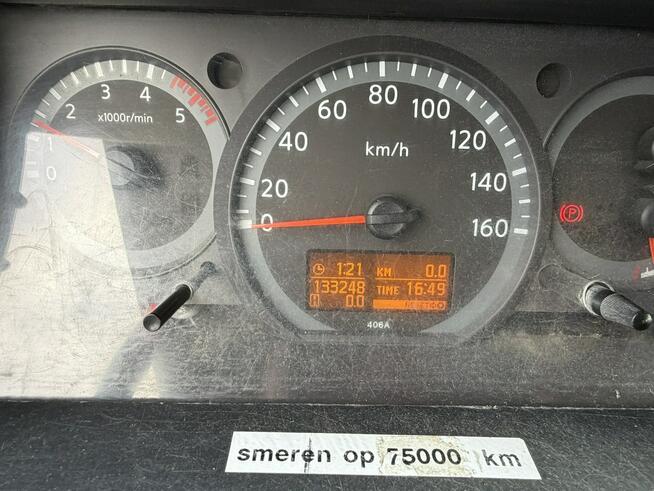 0 1 2 3 4 5
x1000r/min
0 20 40 60 80 100 120 140 160
km/h
1:21 KM 0.0
133248 TIME 16:49
0.0
406A
P
smeren op 75000 km